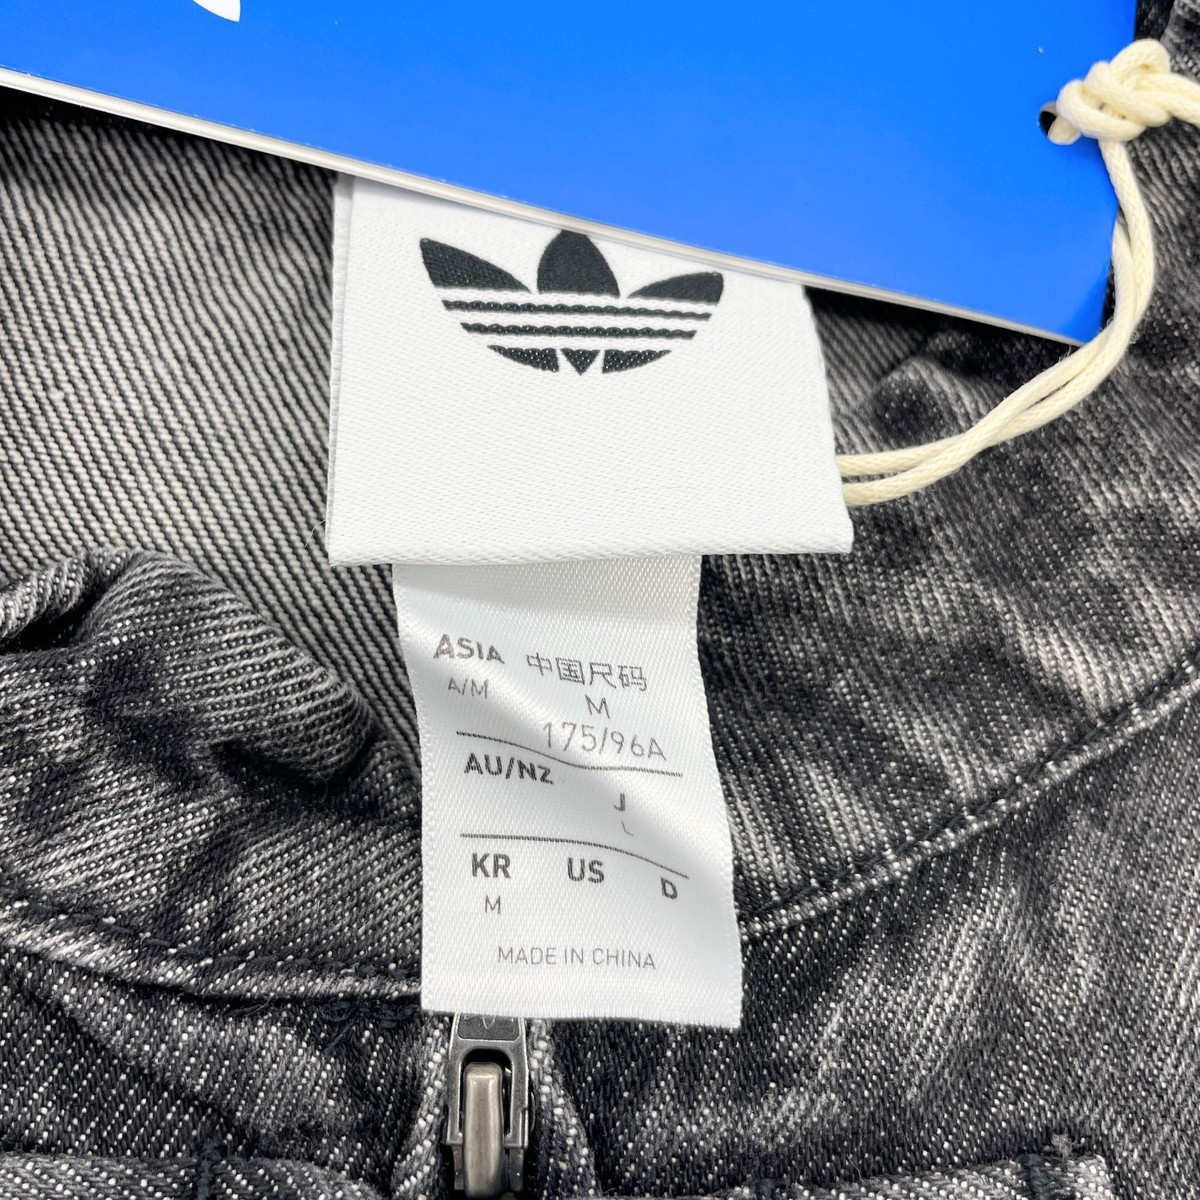 ASIA 中国尺码
A/M M
175/96A
AU/NZ J
L
KR US D
M
MADE IN CHINA